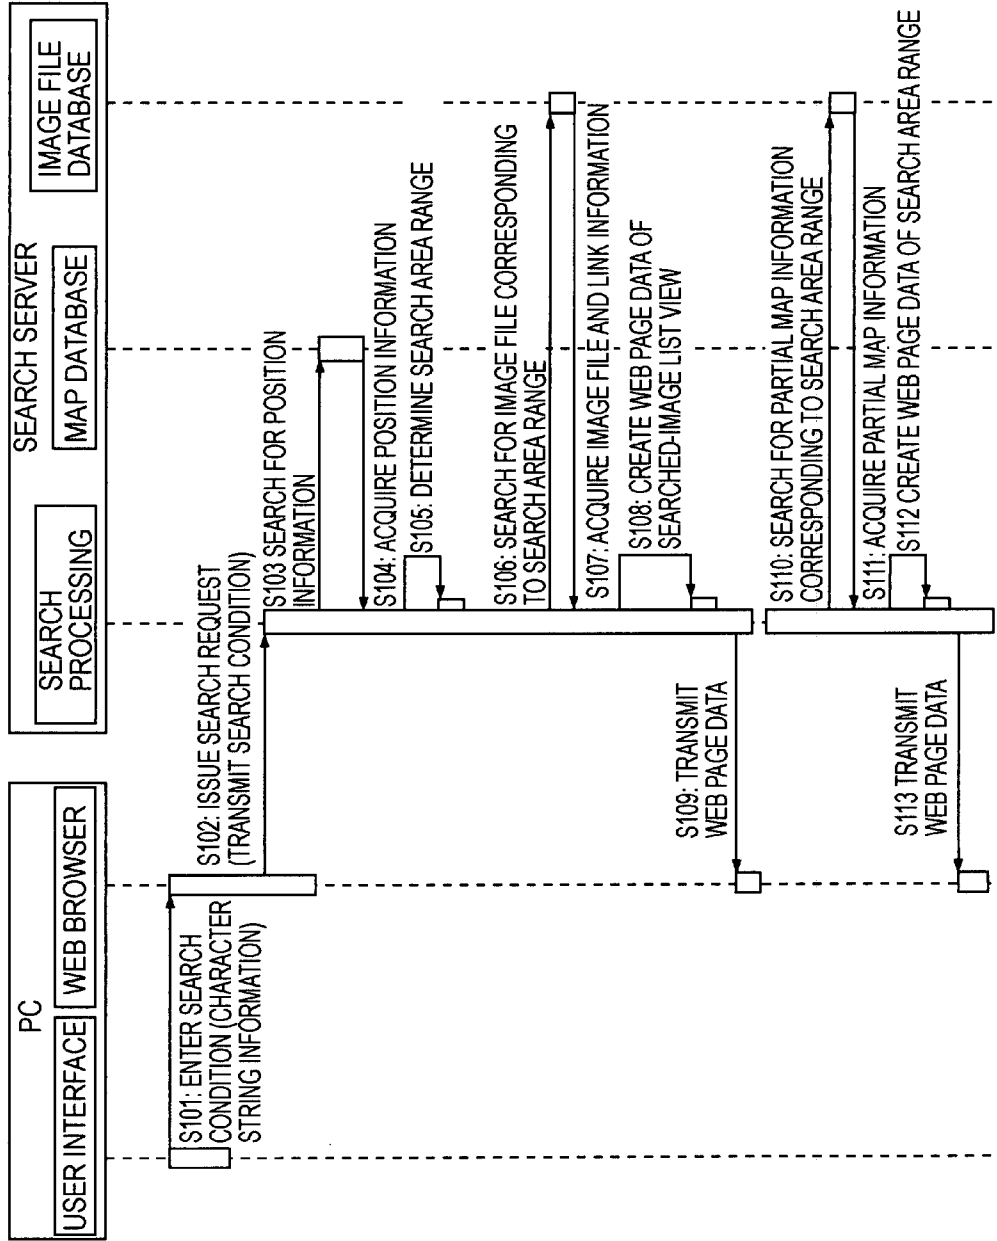 PC
USER INTERFACE
WEB BROWSER
SEARCH SERVER
SEARCH
PROCESSING
MAP DATABASE
IMAGE FILE
DATABASE
S101: ENTER SEARCH
CONDITION (CHARACTER
STRING INFORMATION)
S102: ISSUE SEARCH REQUEST
(TRANSMIT SEARCH CONDITION)
S103 SEARCH FOR POSITION
INFORMATION
S104: ACQUIRE POSITION INFORMATION
S105: DETERMINE SEARCH AREA RANGE
S106: SEARCH FOR IMAGE FILE CORRESPONDING
TO SEARCH AREA RANGE
S107: ACQUIRE IMAGE FILE AND LINK INFORMATION
S108: CREATE WEB PAGE DATA OF
SEARCHED-IMAGE LIST VIEW
S109: TRANSMIT
WEB PAGE DATA
S110: SEARCH FOR PARTIAL MAP INFORMATION
CORRESPONDING TO SEARCH AREA RANGE
S111: ACQUIRE PARTIAL MAP INFORMATION
S112 CREATE WEB PAGE DATA OF SEARCH AREA RANGE
S113 TRANSMIT
WEB PAGE DATA